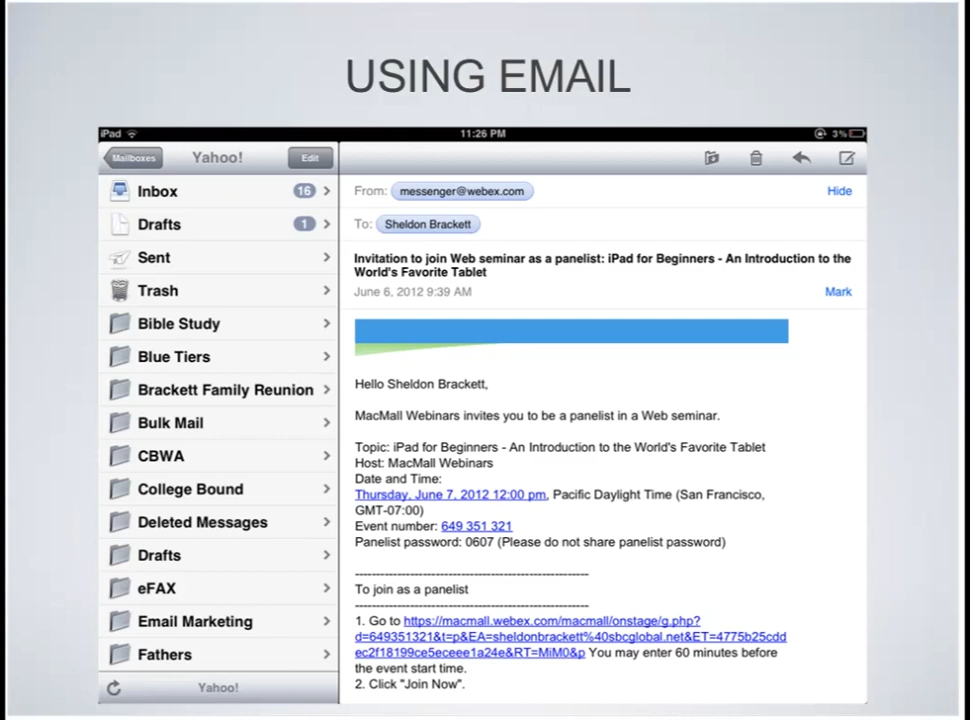 USING EMAIL
iPad 11:26 PM 3%
Mailboxes Yahoo! Edit
Inbox 16
Drafts 1
Sent
Trash
Bible Study
Blue Tiers
Brackett Family Reunion
Bulk Mail
CBWA
College Bound
Deleted Messages
Drafts
eFAX
Email Marketing
Fathers
Yahoo!
From: messenger@webex.com Hide
To: Sheldon Brackett
Invitation to join Web seminar as a panelist: iPad for Beginners - An Introduction to the
World's Favorite Tablet
June 6, 2012 9:39 AM Mark
Hello Sheldon Brackett,
MacMall Webinars invites you to be a panelist in a Web seminar.
Topic: iPad for Beginners - An Introduction to the World's Favorite Tablet
Host: MacMall Webinars
Date and Time:
Thursday, June 7, 2012 12:00 pm, Pacific Daylight Time (San Francisco,
GMT-07:00)
Event number: 649 351 321
Panelist password: 0607 (Please do not share panelist password)
-------------------------------------------------------
To join as a panelist
-------------------------------------------------------
1. Go to https://macmall.webex.com/macmall/onstage/g.php?
d=649351321&t=p&EA=sheldonbrackett%40sbcglobal.net&ET=4775b25cdd
ec2f18199ce5eceee1a24e&RT=MiM0&p You may enter 60 minutes before
the event start time.
2. Click "Join Now".